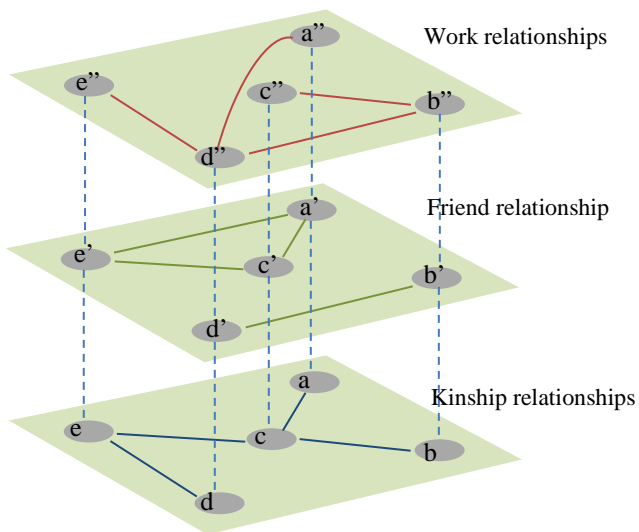 a”
Work relationships
e”
c”
b”
d”
a’
Friend relationship
e’
c’
b’
d’
a
Kinship relationships
e
c
b
d